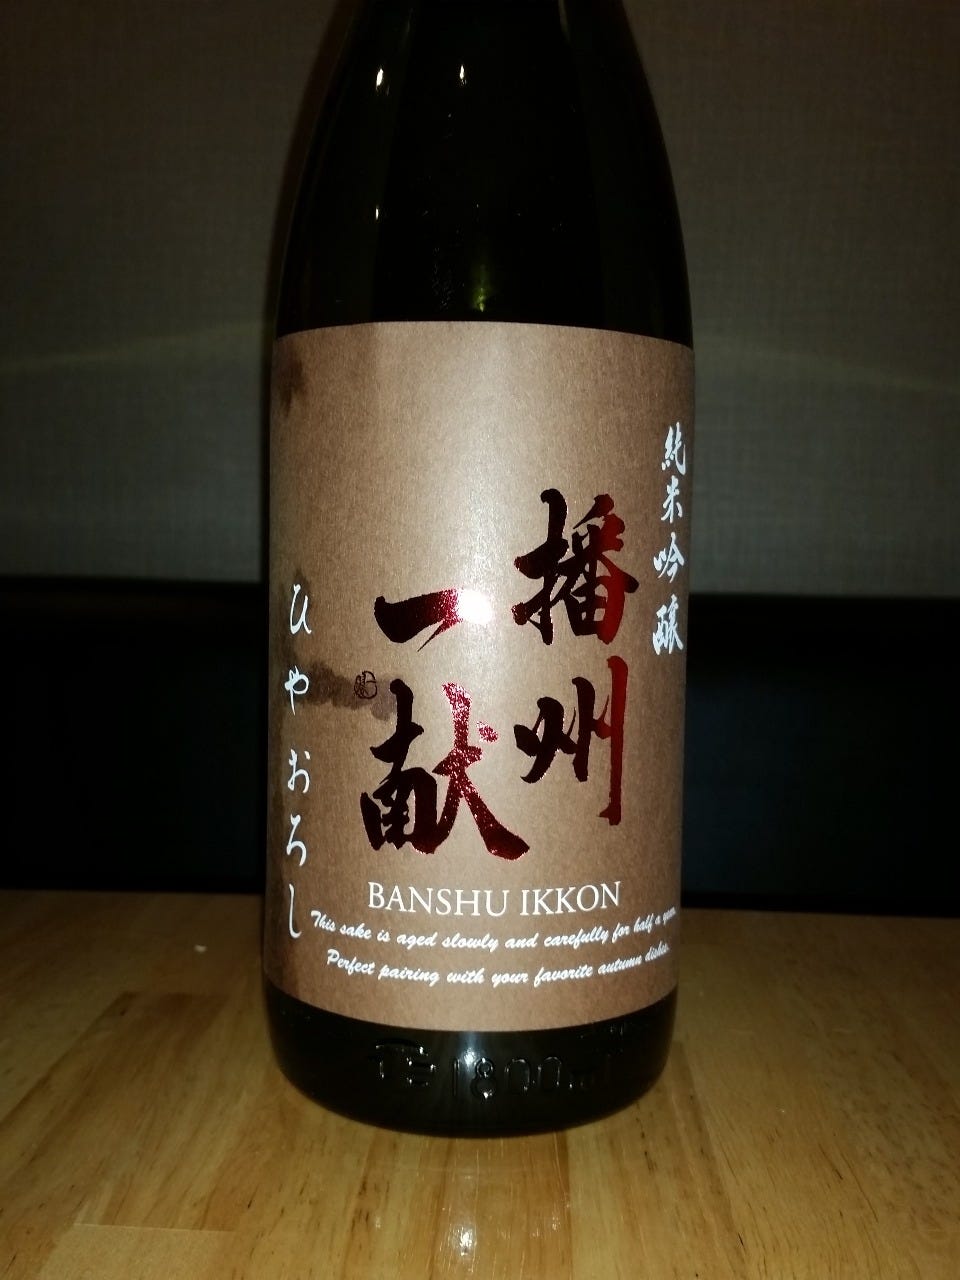 純米吟醸
播州
一献
ひやおろし
BANSHU IKKON
This sake is aged slowly and carefully for half a year.
Perfect pairing with your favorite autumn dishes.
1800ml